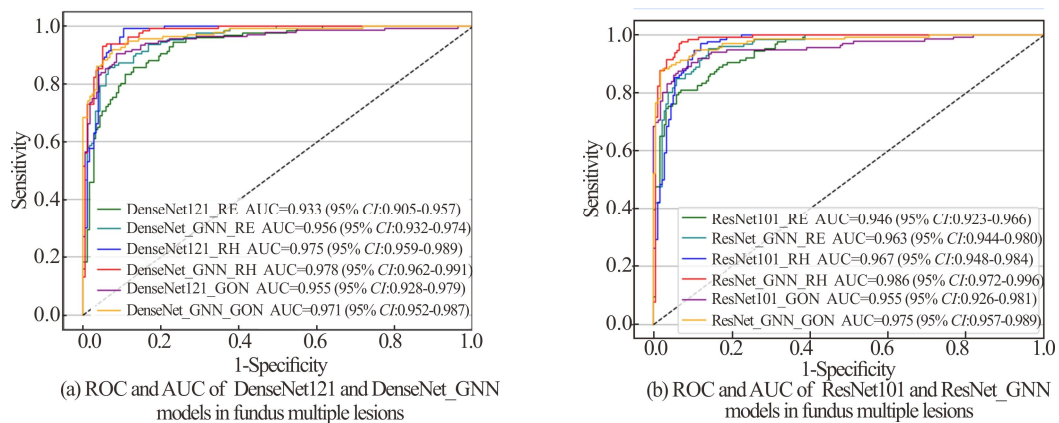 1.0
0.8
0.6
0.4
0.2
0.0
Sensitivity
DenseNet121_RE AUC=0.933 (95% CI:0.905-0.957)
DenseNet_GNN_RE AUC=0.956 (95% CI:0.932-0.974)
DenseNet121_RH AUC=0.975 (95% CI:0.959-0.989)
DenseNet_GNN_RH AUC=0.978 (95% CI:0.962-0.991)
DenseNet121_GON AUC=0.955 (95% CI:0.928-0.979)
DenseNet_GNN_GON AUC=0.971 (95% CI:0.952-0.987)
0.0 0.2 0.4 0.6 0.8 1.0
1-Specificity
(a) ROC and AUC of DenseNet121 and DenseNet_GNN
models in fundus multiple lesions
1.0
0.8
0.6
0.4
0.2
0.0
Sensitivity
ResNet101_RE AUC=0.946 (95% CI:0.923-0.966)
ResNet_GNN_RE AUC=0.963 (95% CI:0.944-0.980)
ResNet101_RH AUC=0.967 (95% CI:0.948-0.984)
ResNet_GNN_RH AUC=0.986 (95% CI:0.972-0.996)
ResNet101_GON AUC=0.955 (95% CI:0.926-0.981)
ResNet_GNN_GON AUC=0.975 (95% CI:0.957-0.989)
0.0 0.2 0.4 0.6 0.8 1.0
1-Specificity
(b) ROC and AUC of ResNet101 and ResNet_GNN
models in fundus multiple lesions